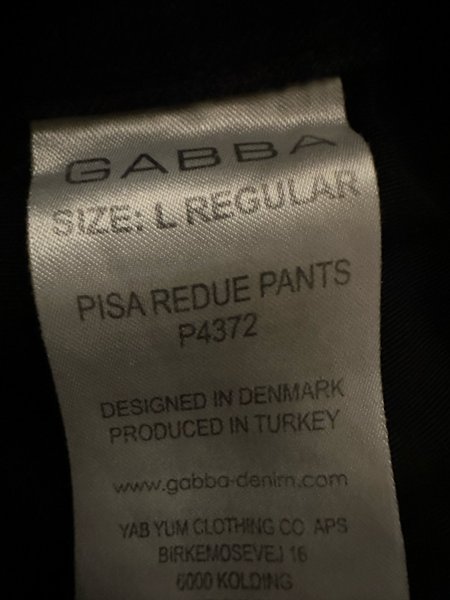 GABBA
SIZE: L REGULAR
PISA REDUE PANTS
P4372
DESIGNED IN DENMARK
PRODUCED IN TURKEY
www.gabba-denim.com
YAB YUM CLOTHING CO APS
BIRKEMOSEVEJ 16
6000 KOLDING